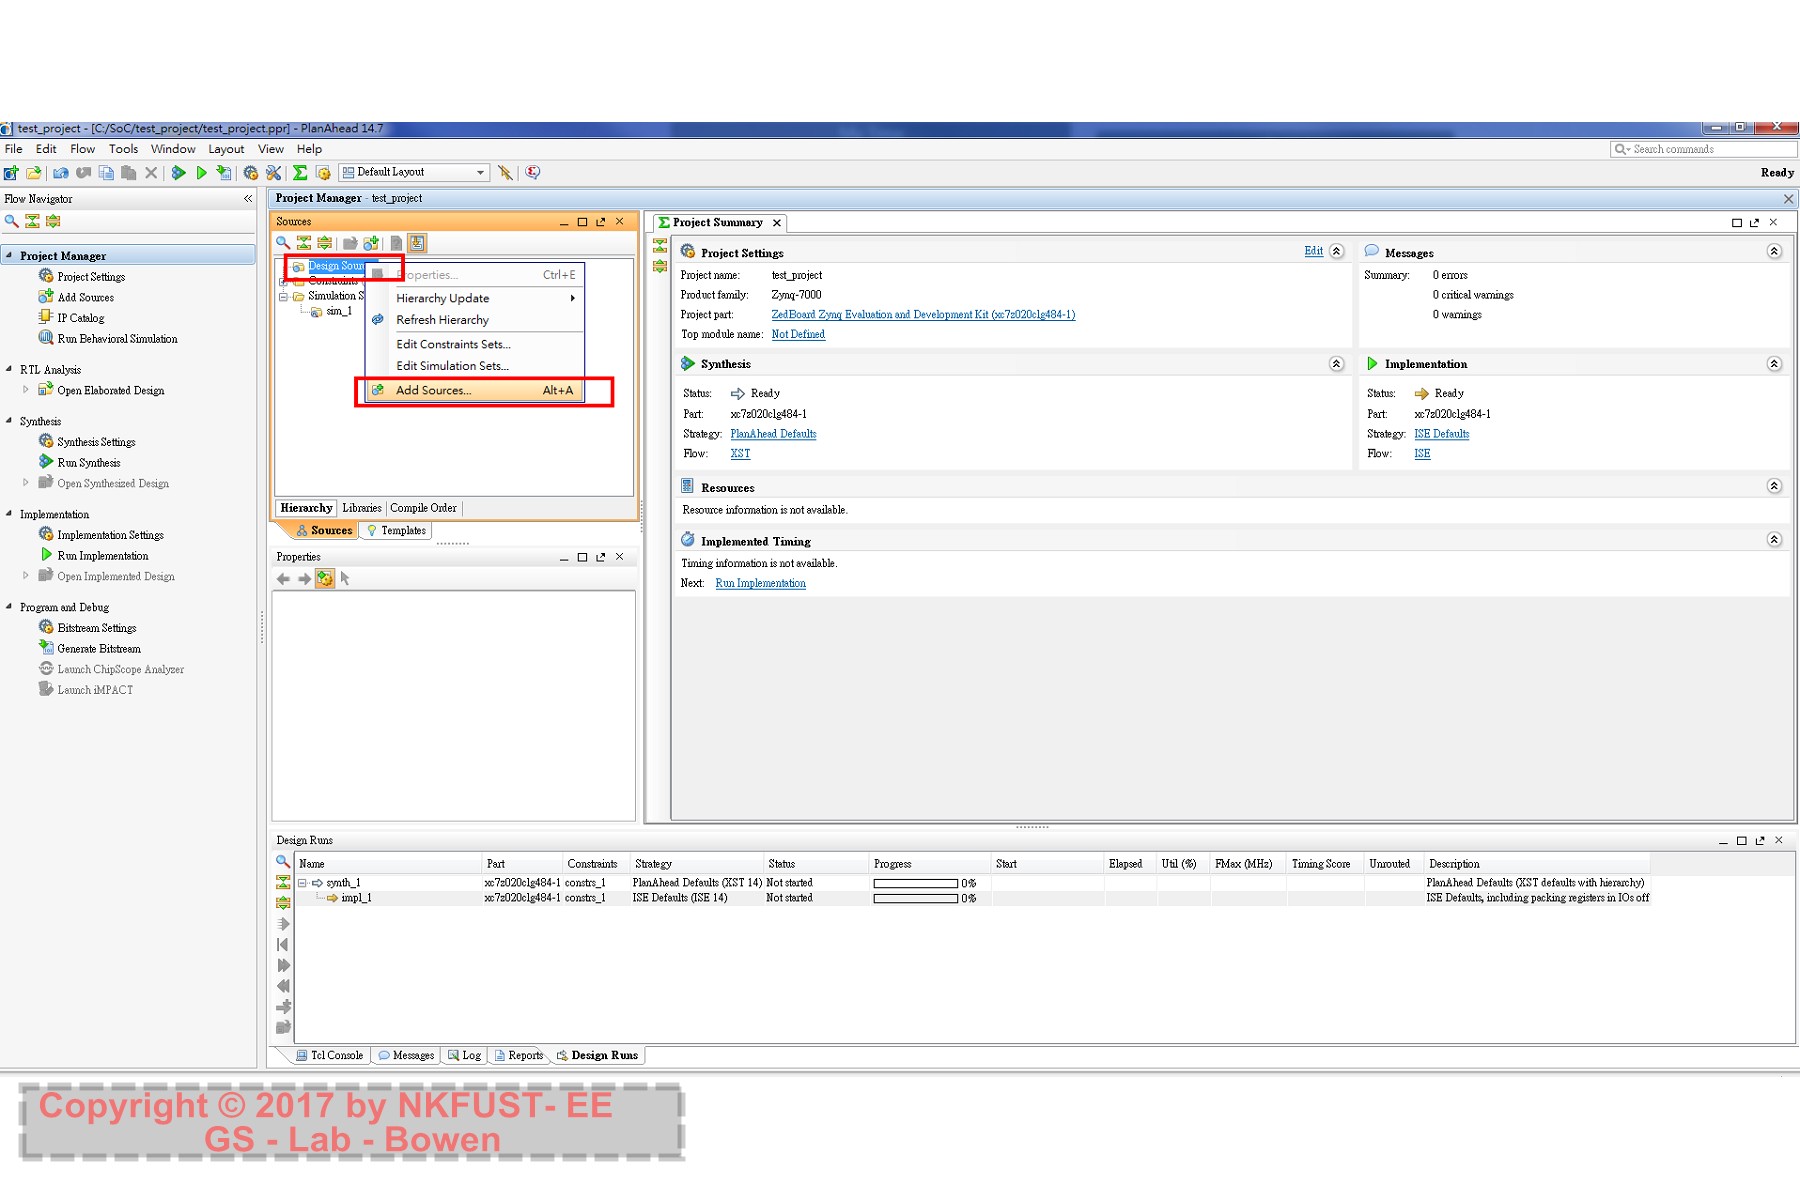 test_project - [C:/SoC/test_project/test_project.ppr] - PlanAhead 14.7
File Edit Flow Tools Window Layout View Help
Search commands
Default Layout
Ready
Flow Navigator
Project Manager
Project Settings
Add Sources
IP Catalog
Run Behavioral Simulation
RTL Analysis
Open Elaborated Design
Synthesis
Synthesis Settings
Run Synthesis
Open Synthesized Design
Implementation
Implementation Settings
Run Implementation
Open Implemented Design
Program and Debug
Bitstream Settings
Generate Bitstream
Launch ChipScope Analyzer
Launch iMPACT
Project Manager - test_project
Sources
Design Sour
Constraints
Simulation S
sim_1
operties... Ctrl+E
Hierarchy Update
Refresh Hierarchy
Edit Constraints Sets...
Edit Simulation Sets...
Add Sources... Alt+A
Hierarchy Libraries Compile Order
Sources Templates
Properties
Project Summary
Project Settings Edit
Project name: test_project
Product family: Zynq-7000
Project part: ZedBoard Zynq Evaluation and Development Kit (xc7z020clg484-1)
Top module name: Not Defined
Messages
Summary: 0 errors
0 critical warnings
0 warnings
Synthesis
Status: Ready
Part: xc7z020clg484-1
Strategy: PlanAhead Defaults
Flow: XST
Implementation
Status: Ready
Part: xc7z020clg484-1
Strategy: ISE Defaults
Flow: ISE
Resources
Resource information is not available.
Implemented Timing
Timing information is not available.
Next: Run Implementation
Design Runs
Name Part Constraints Strategy Status Progress Start Elapsed Util (%) FMax (MHz) Timing Score Unrouted Description
synth_1 xc7z020clg484-1 constrs_1 PlanAhead Defaults (XST 14) Not started 0% PlanAhead Defaults (XST defaults with hierarchy)
impl_1 xc7z020clg484-1 constrs_1 ISE Defaults (ISE 14) Not started 0% ISE Defaults, including packing registers in IOs off
Tcl Console Messages Log Reports Design Runs
Copyright © 2017 by NKFUST- EE
GS - Lab - Bowen